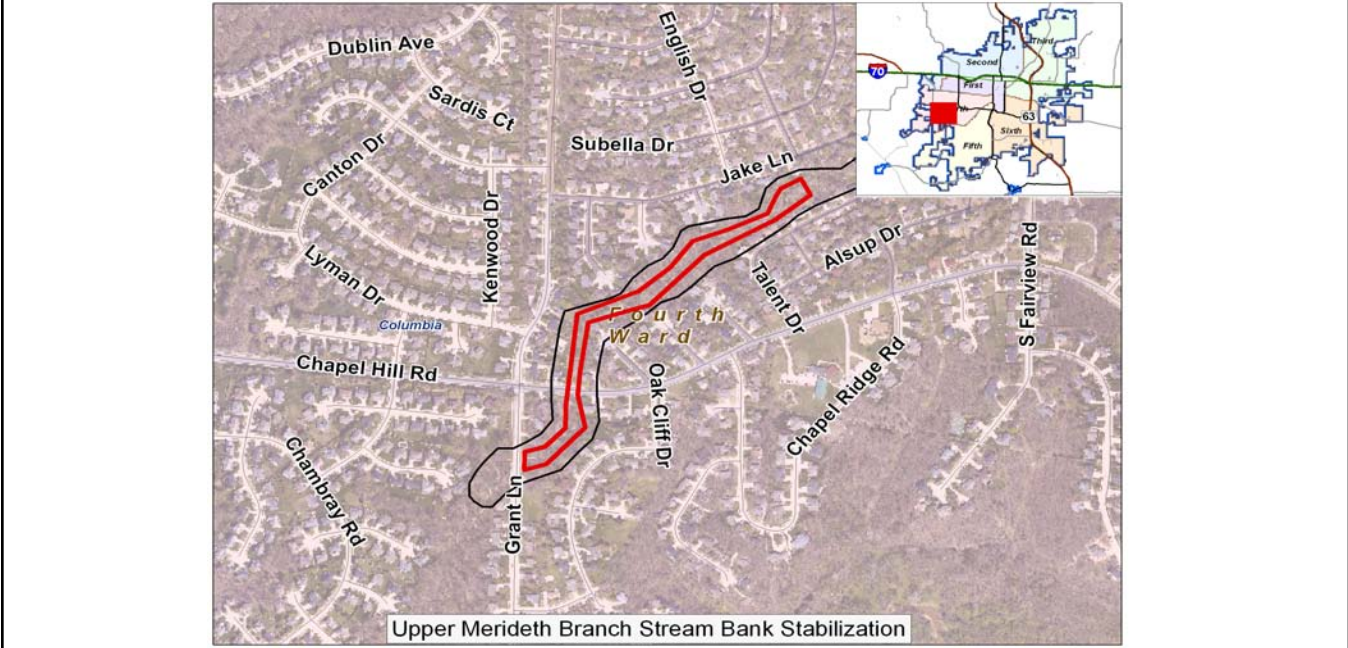 Dublin Ave
English Dr
Sardis Ct
Subella Dr
Canton Dr
Jake Ln
Kenwood Dr
Lyman Dr
Alsup Dr
Talent Dr
S Fairview Rd
Columbia
Fourth
Ward
Chapel Hill Rd
Oak Cliff Dr
Chapel Ridge Rd
Chambray Rd
Grant Ln
Upper Merideth Branch Stream Bank Stabilization
Third
Second
70
First
63
Sixth
Fifth